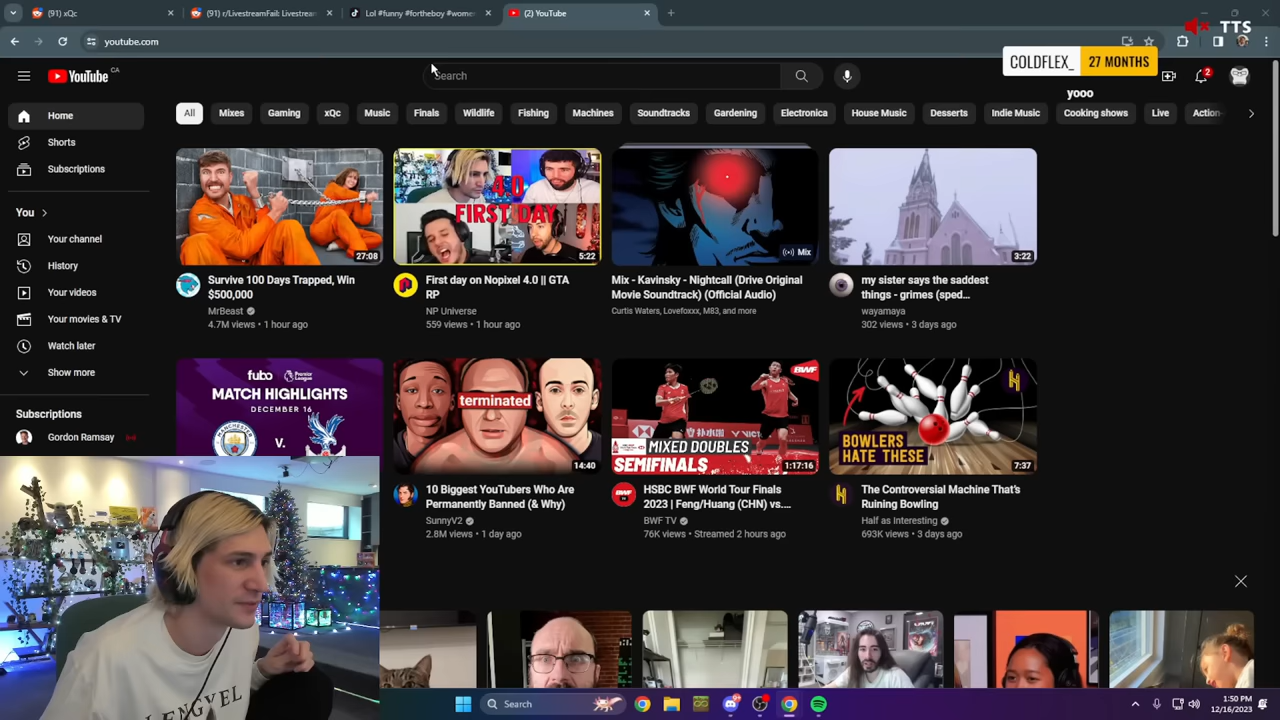 (91) xQc
(91) r/LivestreamFail: Livestream
Lol #funny #fortheboy #wome
(2) YouTube
youtube.com
TTS
COLDFLEX_
27 MONTHS
yooo
YouTube
CA
Search
2
All
Mixes
Gaming
xQc
Music
Finals
Wildlife
Fishing
Machines
Soundtracks
Gardening
Electronica
House Music
Desserts
Indie Music
Cooking shows
Live
Action-
Home
Shorts
Subscriptions
You
Your channel
History
Your videos
Your movies & TV
Watch later
Show more
Subscriptions
Gordon Ramsay
27:08
Survive 100 Days Trapped, Win
$500,000
MrBeast
4.7M views • 1 hour ago
4.0
FIRST DAY
5:22
First day on Nopixel 4.0 || GTA
RP
NP Universe
559 views • 1 hour ago
Mix
Mix - Kavinsky - Nightcall (Drive Original
Movie Soundtrack) (Official Audio)
Curtis Waters, Lovefoxxx, M83, and more
3:22
my sister says the saddest
things - grimes (sped...
wayamaya
302 views • 3 days ago
fubo
Premier
League
MATCH HIGHLIGHTS
DECEMBER 16
V.
terminated
14:40
10 Biggest YouTubers Who Are
Permanently Banned (& Why)
SunnyV2
2.8M views • 1 day ago
BWF
MIXED DOUBLES
SEMIFINALS
1:17:16
HSBC BWF World Tour Finals
2023 | Feng/Huang (CHN) vs....
BWF TV
76K views • Streamed 2 hours ago
BOWLERS
HATE THESE
7:37
The Controversial Machine That's
Ruining Bowling
Half as Interesting
693K views • 3 days ago
Search
1:50 PM
12/16/2023